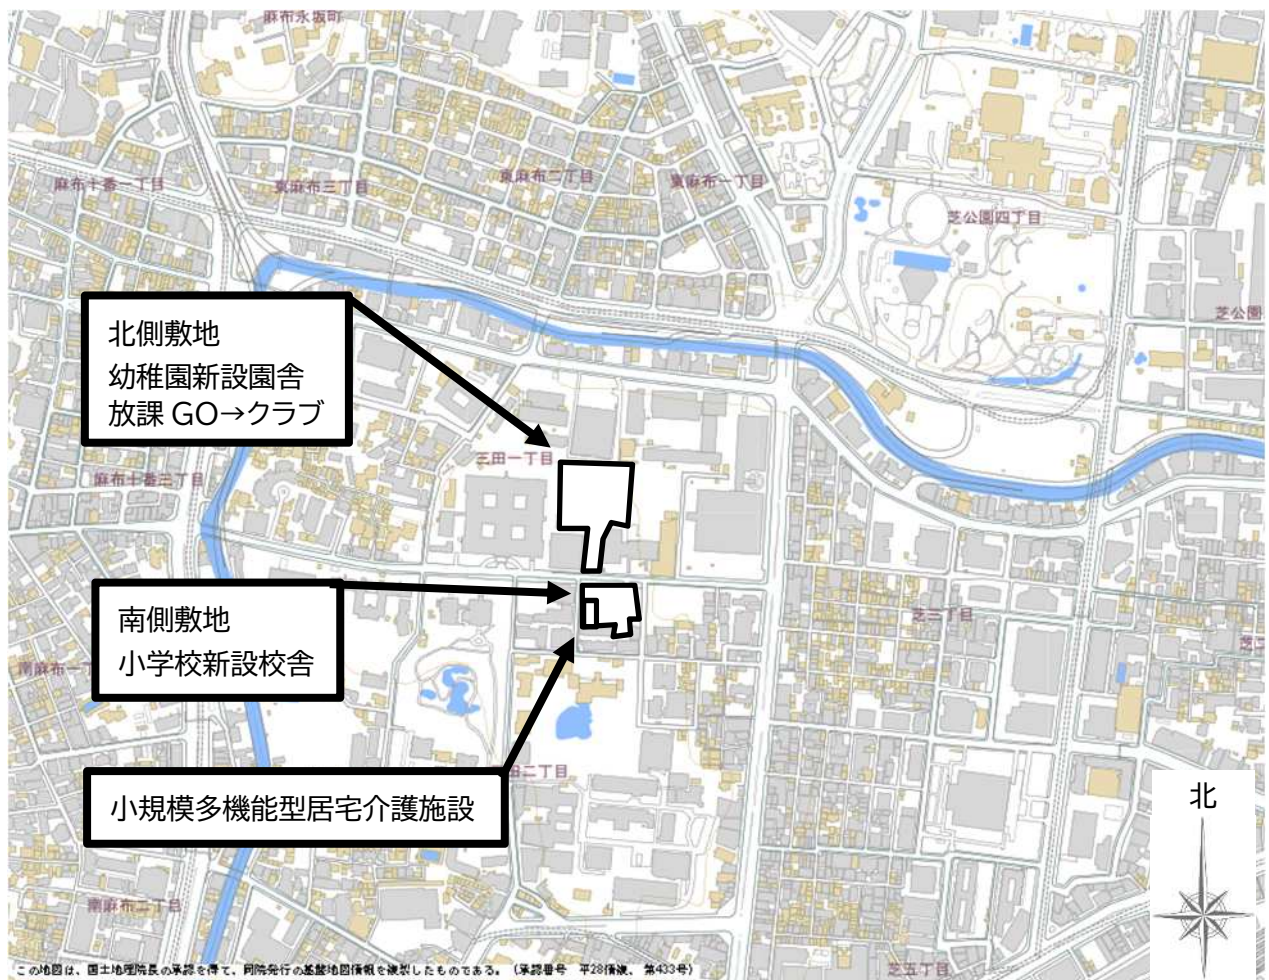 麻布永坂町
麻布十番一丁目
東麻布三丁目
東麻布二丁目
東麻布一丁目
芝公園四丁目
芝公園
北側敷地
幼稚園新設園舎
放課 GO→クラブ
三田一丁目
麻布十番三丁目
南側敷地
小学校新設校舎
芝三丁目
南麻布一丁
田二丁目
小規模多機能型居宅介護施設
北
南麻布二丁目
芝五丁目
この地図は、国土地理院長の承認を得て、同院発行の基盤地図情報を複製したものである。（承認番号　平28情複、第433号）